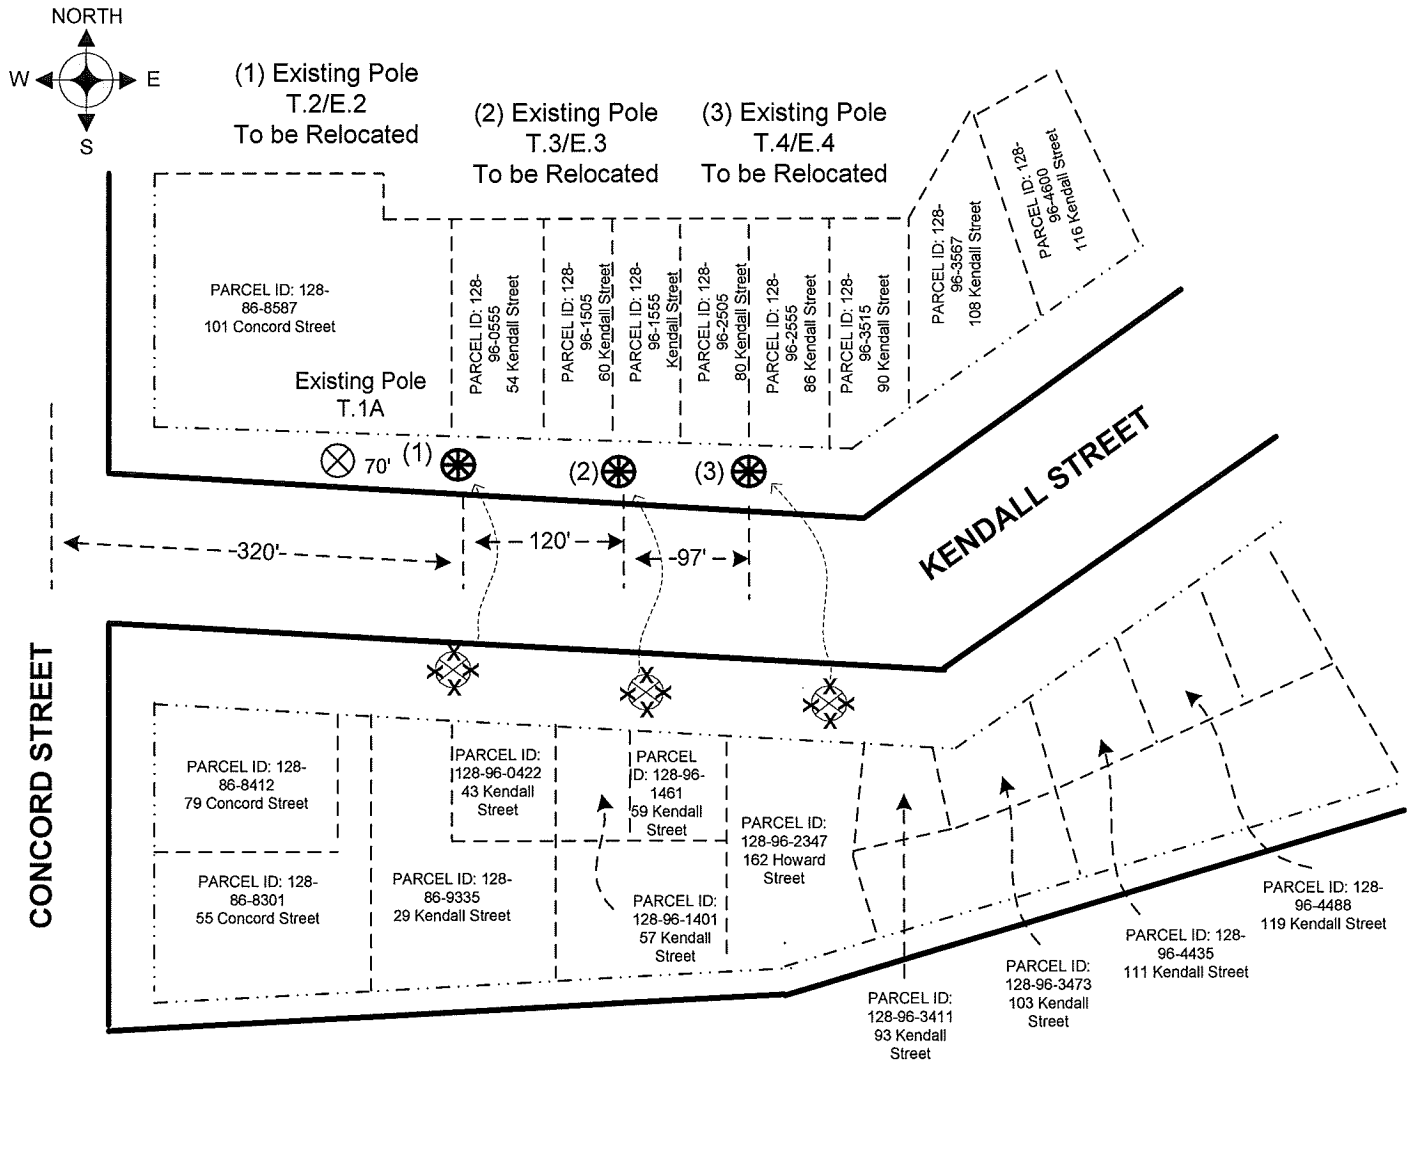 NORTH
W
E
S
(1) Existing Pole
T.2/E.2
To be Relocated
(2) Existing Pole
T.3/E.3
To be Relocated
(3) Existing Pole
T.4/E.4
To be Relocated
PARCEL ID: 128-
86-8587
101 Concord Street
PARCEL ID: 128-
96-0555
54 Kendall Street
PARCEL ID: 128-
96-1505
60 Kendall Street
PARCEL ID: 128-
96-1555
Kendall Street
PARCEL ID: 128-
96-2505
80 Kendall Street
PARCEL ID: 128-
96-2555
86 Kendall Street
PARCEL ID: 128-
96-3515
90 Kendall Street
PARCEL ID: 128-
96-3567
108 Kendall Street
PARCEL ID: 128-
96-4600
116 Kendall Street
Existing Pole
T.1A
70'
(1)
(2)
(3)
320'
120'
97'
KENDALL STREET
CONCORD STREET
X
X
X
X
X
X
X
X
X
X
X
X
PARCEL ID: 128-
86-8412
79 Concord Street
PARCEL ID: 128-
86-8301
55 Concord Street
PARCEL ID: 128-
86-9335
29 Kendall Street
PARCEL ID:
128-96-0422
43 Kendall
Street
PARCEL
ID: 128-96-
1461
59 Kendall
Street
PARCEL ID:
128-96-1401
57 Kendall
Street
PARCEL ID:
128-96-2347
162 Howard
Street
PARCEL ID:
128-96-3411
93 Kendall
Street
PARCEL ID:
128-96-3473
103 Kendall
Street
PARCEL ID: 128-
96-4435
111 Kendall Street
PARCEL ID: 128-
96-4488
119 Kendall Street